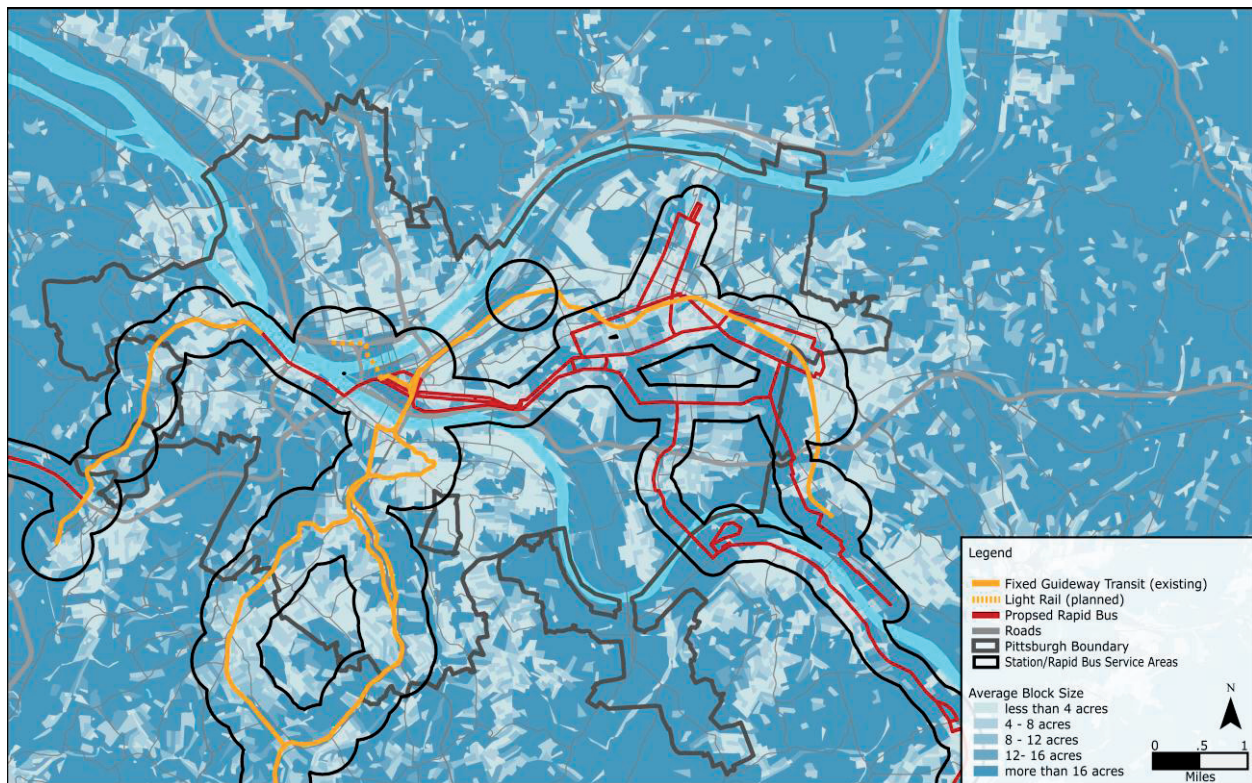 Legend
Fixed Guideway Transit (existing)
Light Rail (planned)
Propsed Rapid Bus
Roads
Pittsburgh Boundary
Station/Rapid Bus Service Areas
Average Block Size
less than 4 acres
4 - 8 acres
8 - 12 acres
12- 16 acres
more than 16 acres
N
0 .5 1
Miles